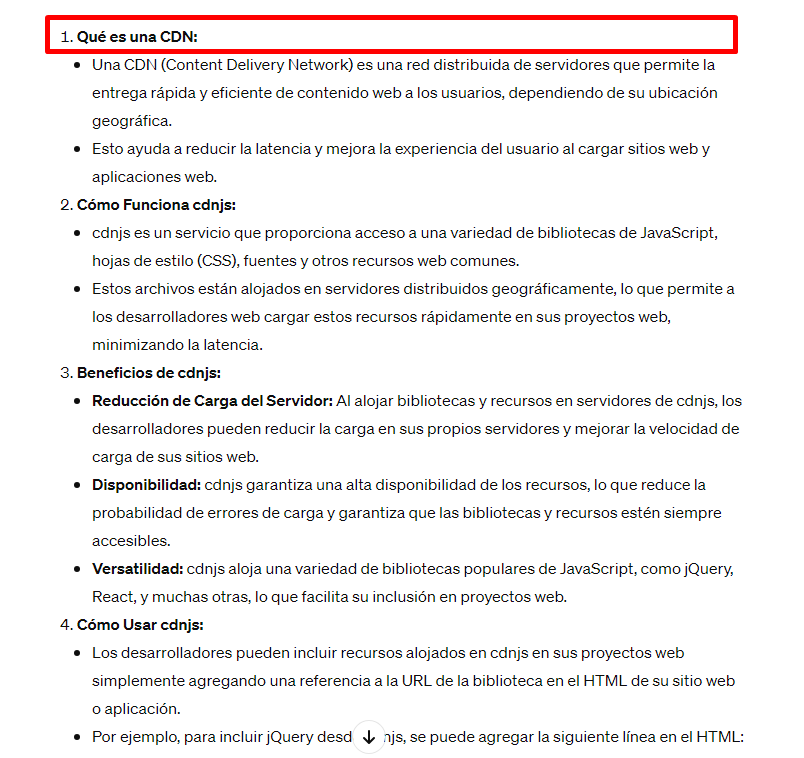 1. Qué es una CDN:
• Una CDN (Content Delivery Network) es una red distribuida de servidores que permite la
entrega rápida y eficiente de contenido web a los usuarios, dependiendo de su ubicación
geográfica.
• Esto ayuda a reducir la latencia y mejora la experiencia del usuario al cargar sitios web y
aplicaciones web.
2. Cómo Funciona cdnjs:
• cdnjs es un servicio que proporciona acceso a una variedad de bibliotecas de JavaScript,
hojas de estilo (CSS), fuentes y otros recursos web comunes.
• Estos archivos están alojados en servidores distribuidos geográficamente, lo que permite a
los desarrolladores web cargar estos recursos rápidamente en sus proyectos web,
minimizando la latencia.
3. Beneficios de cdnjs:
• Reducción de Carga del Servidor: Al alojar bibliotecas y recursos en servidores de cdnjs, los
desarrolladores pueden reducir la carga en sus propios servidores y mejorar la velocidad de
carga de sus sitios web.
• Disponibilidad: cdnjs garantiza una alta disponibilidad de los recursos, lo que reduce la
probabilidad de errores de carga y garantiza que las bibliotecas y recursos estén siempre
accesibles.
• Versatilidad: cdnjs aloja una variedad de bibliotecas populares de JavaScript, como jQuery,
React, y muchas otras, lo que facilita su inclusión en proyectos web.
4. Cómo Usar cdnjs:
• Los desarrolladores pueden incluir recursos alojados en cdnjs en sus proyectos web
simplemente agregando una referencia a la URL de la biblioteca en el HTML de su sitio web
o aplicación.
• Por ejemplo, para incluir jQuery desd njs, se puede agregar la siguiente línea en el HTML: